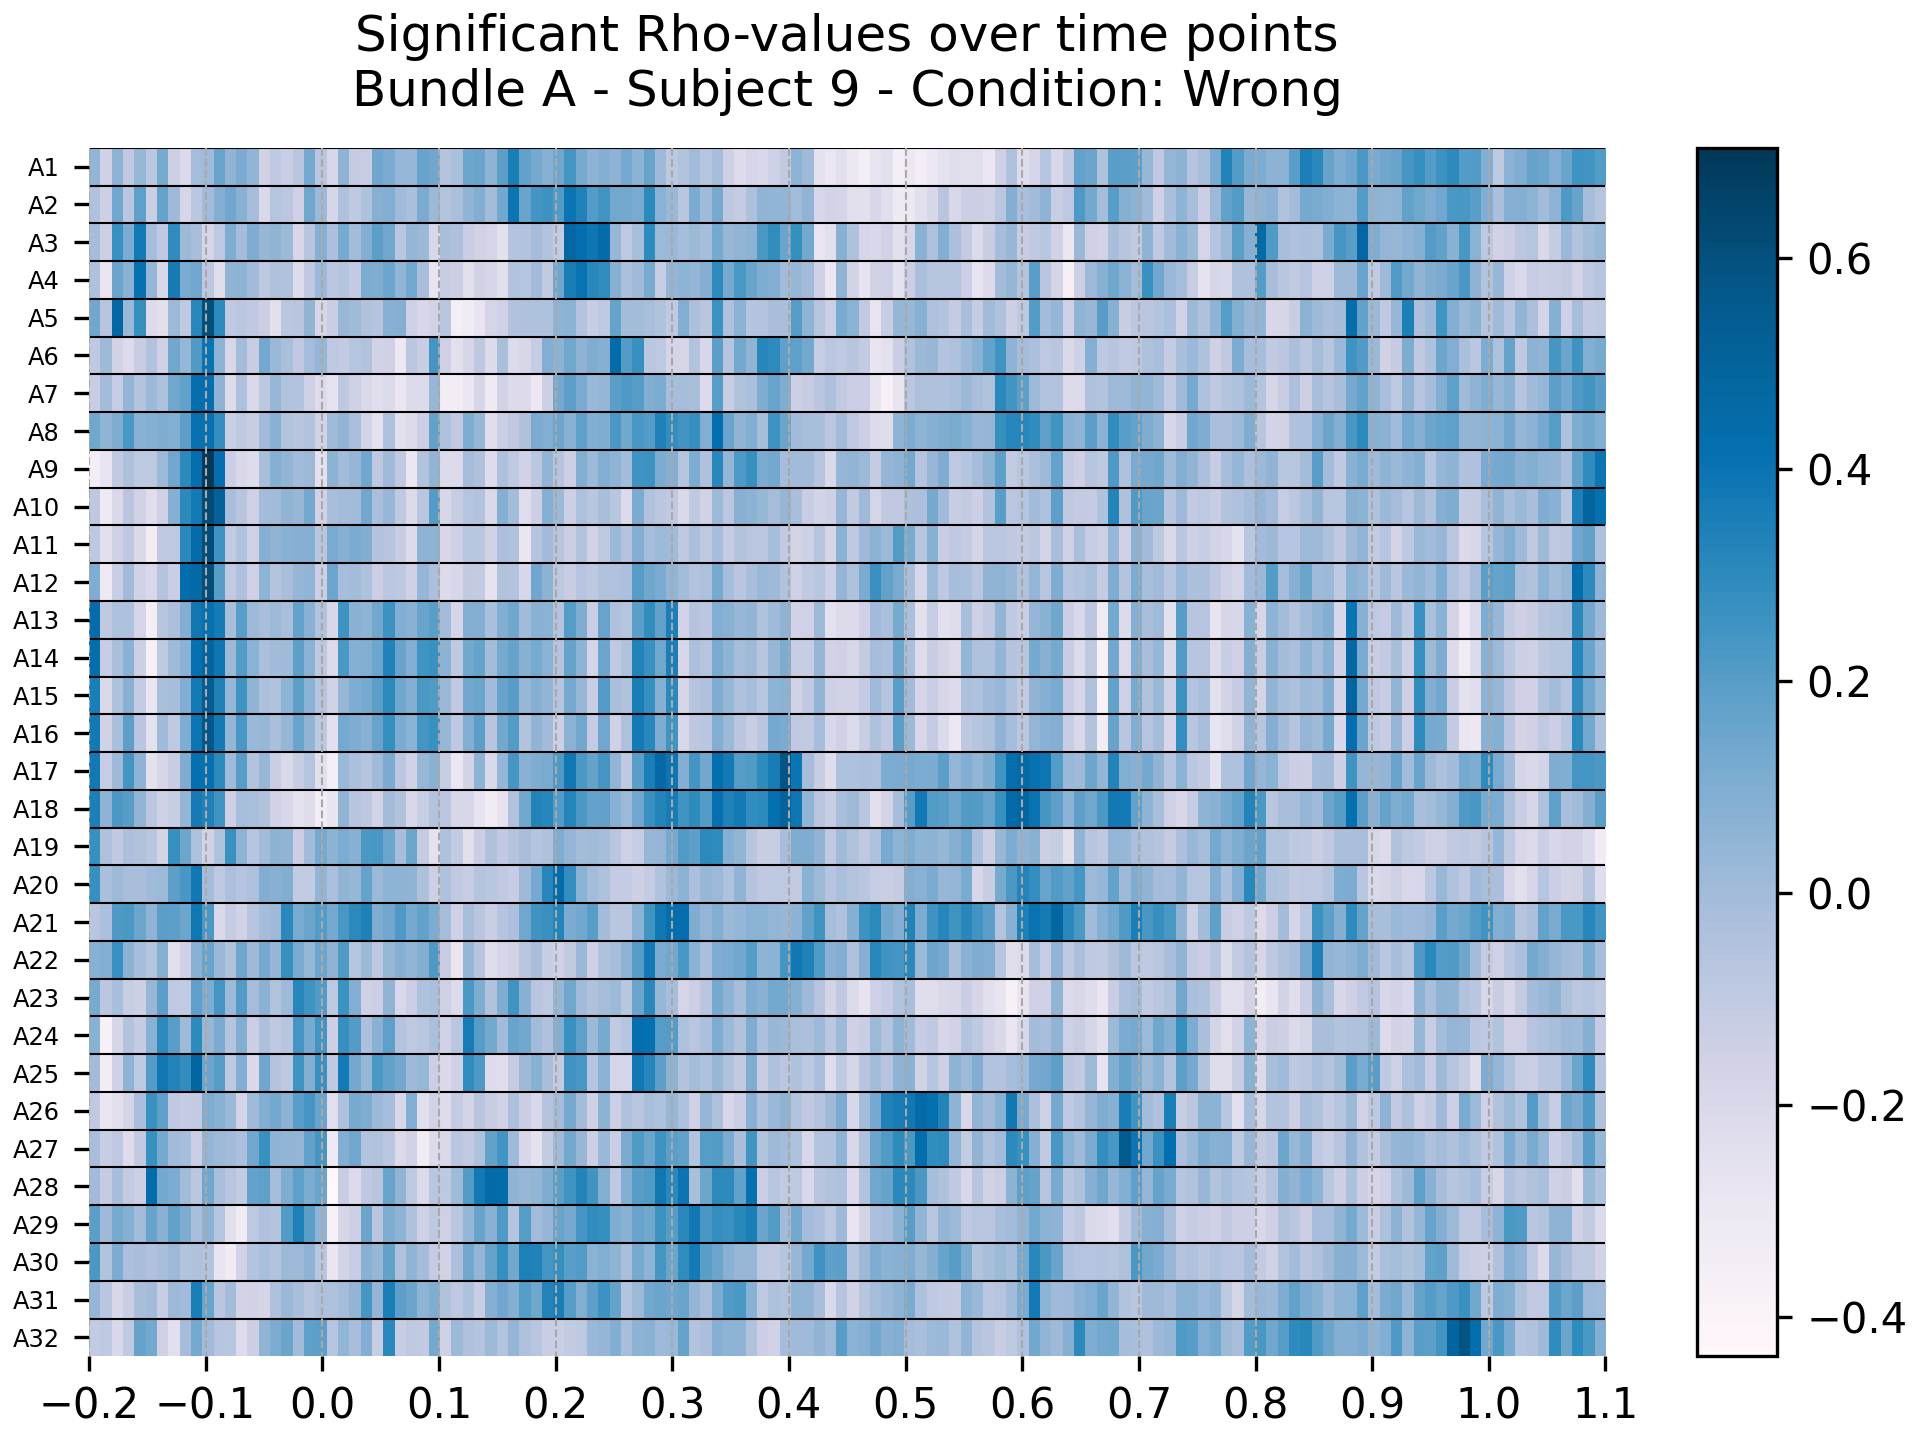 Significant Rho-values over time points
Bundle A - Subject 9 - Condition: Wrong
A1
A2
A3
A4
A5
A6
A7
A8
A9
A10
A11
A12
A13
A14
A15
A16
A17
A18
A19
A20
A21
A22
A23
A24
A25
A26
A27
A28
A29
A30
A31
A32
−0.2 −0.1 0.0 0.1 0.2 0.3 0.4 0.5 0.6 0.7 0.8 0.9 1.0 1.1
0.6
0.4
0.2
0.0
−0.2
−0.4